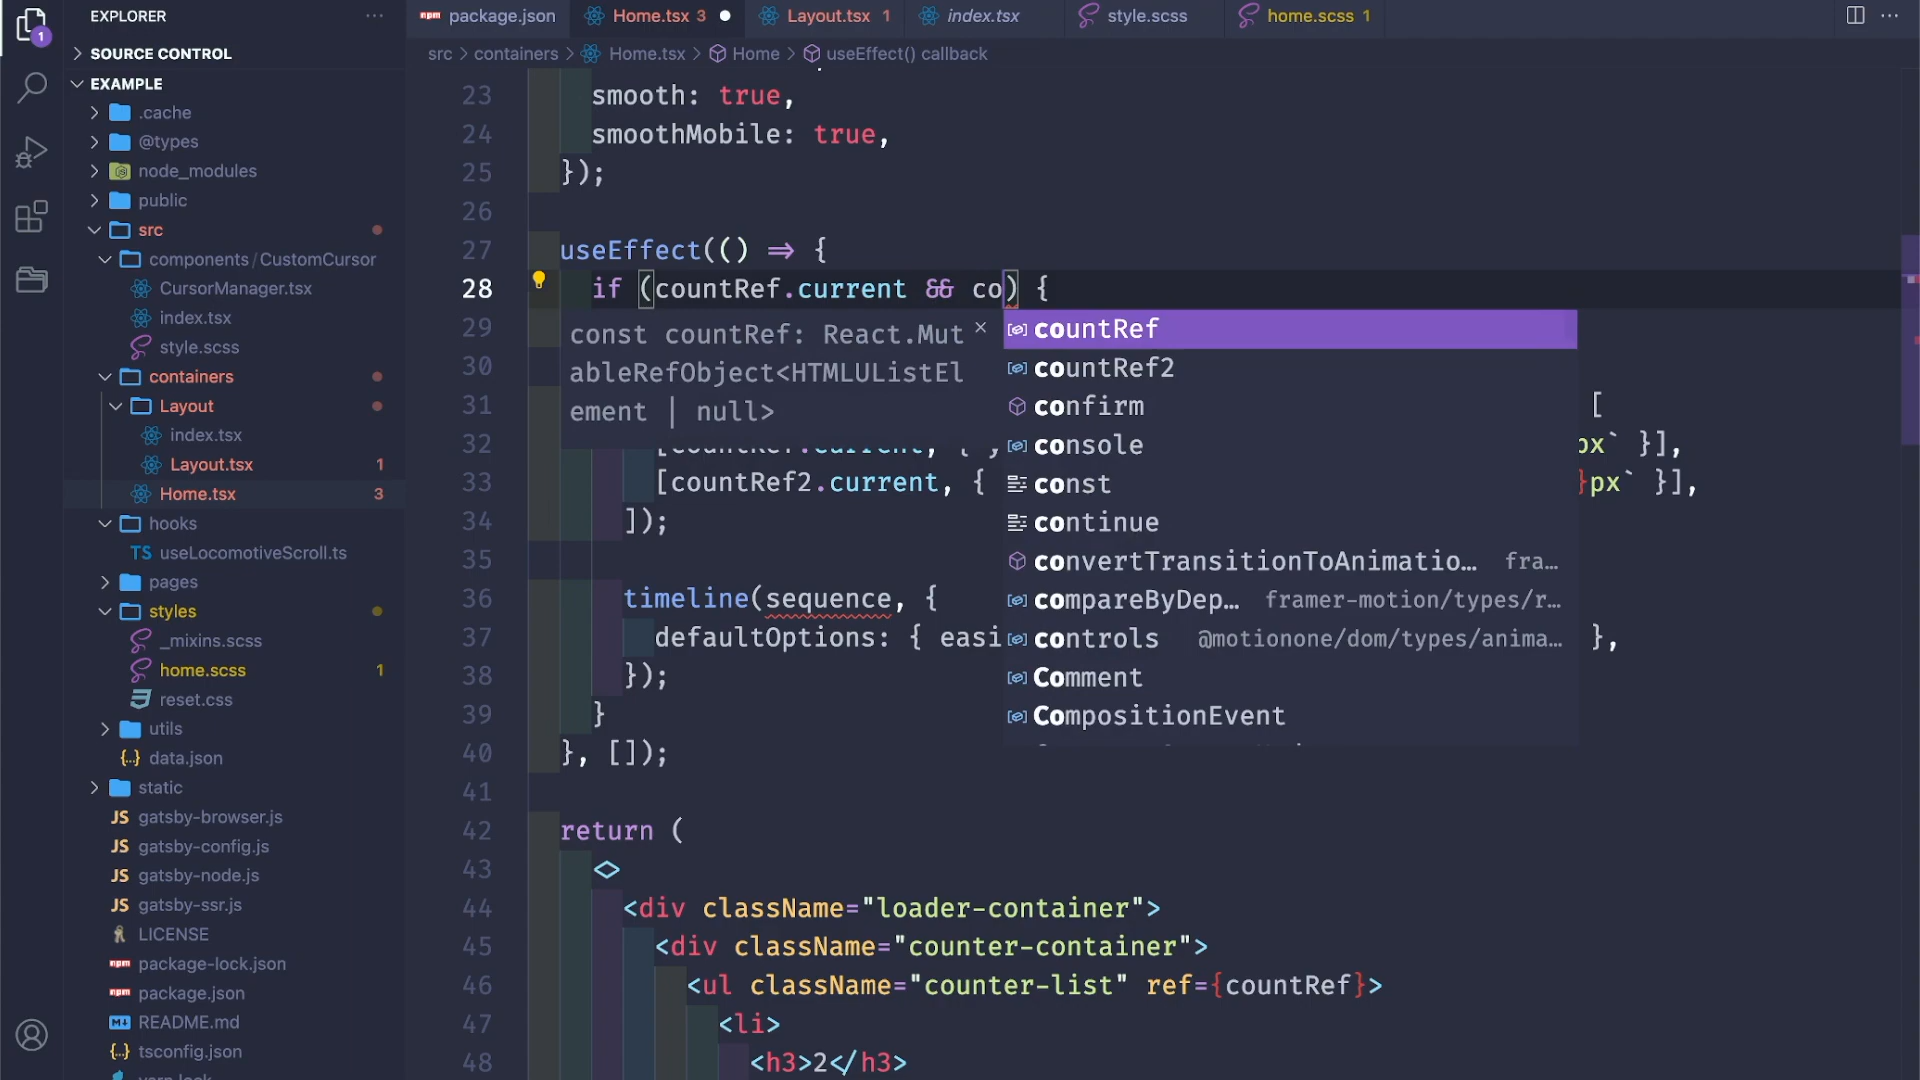 EXPLORER
SOURCE CONTROL
EXAMPLE
.cache
@types
node_modules
public
src
components/CustomCursor
CursorManager.tsx
index.tsx
style.scss
containers
Layout
index.tsx
Layout.tsx 1
Home.tsx 3
hooks
TS useLocomotiveScroll.ts
pages
styles
_mixins.scss
home.scss 1
reset.css
utils
{..} data.json
static
JS gatsby-browser.js
JS gatsby-config.js
JS gatsby-node.js
JS gatsby-ssr.js
LICENSE
npm package-lock.json
npm package.json
README.md
{..} tsconfig.json
1
npm package.json
Home.tsx 3
Layout.tsx 1
index.tsx
style.scss
home.scss 1
src > containers > Home.tsx > Home > useEffect() callback
23 smooth: true,
24 smoothMobile: true,
25 });
26
27 useEffect(() ⇒ {
28 if (countRef.current && co) {
29
30
31 [
32 [countRef.current, { px` }],
33 [countRef2.current, { }px` }],
34 ]);
35
36 timeline(sequence, {
37 defaultOptions: { easi },
38 });
39 }
40 }, []);
41
42 return (
43 <>
44 <div className="loader-container">
45 <div className="counter-container">
46 <ul className="counter-list" ref={countRef}>
47 <li>
48 <h3>2</h3>
const countRef: React.Mut
ableRefObject<HTMLUListEl
ement | null>
countRef
countRef2
confirm
console
const
continue
convertTransitionToAnimatio… fra…
compareByDep… framer-motion/types/r…
controls @motionone/dom/types/anima…
Comment
CompositionEvent